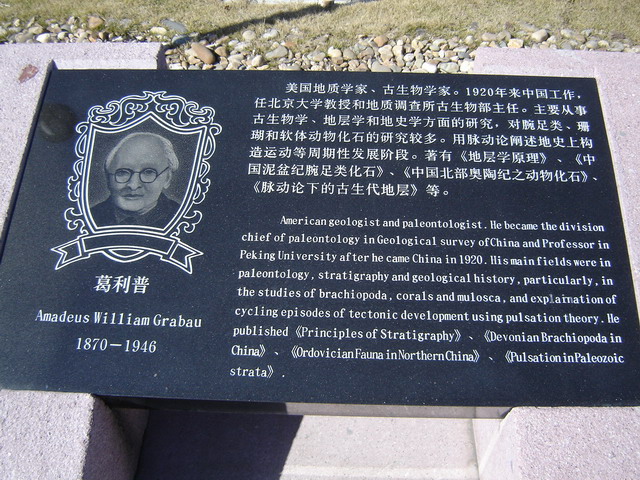 美国地质学家、古生物学家。1920年来中国工作，
任北京大学教授和地质调查所古生物部主任。主要从事
古生物学、地层学和地史学方面的研究，对腕足类、珊
瑚和软体动物化石的研究较多。用脉动论阐述地史上构
造运动等周期性发展阶段。著有《地层学原理》、《中
国泥盆纪腕足类化石》、《中国北部奥陶纪之动物化石》、
《脉动论下的古生代地层》等。
American geologist and paleontologist. He became the division
chief of paleontology in Geological survey of China and Professor in
Peking University after he came China in 1920. His main fields were in
paleontology, stratigraphy and geological history, particularly, in
the studies of brachiopoda, corals and mulosca, and explarnation of
cycling episodes of tectonic development using pulsation theory. He
published《Principles of Stratigraphy》、《Devonian Brachiopoda in
China》、《Ordovician Fauna in Northern China》、《Pulsation in Paleozoic
strata》.
葛利普
Amadeus William Grabau
1870－1946